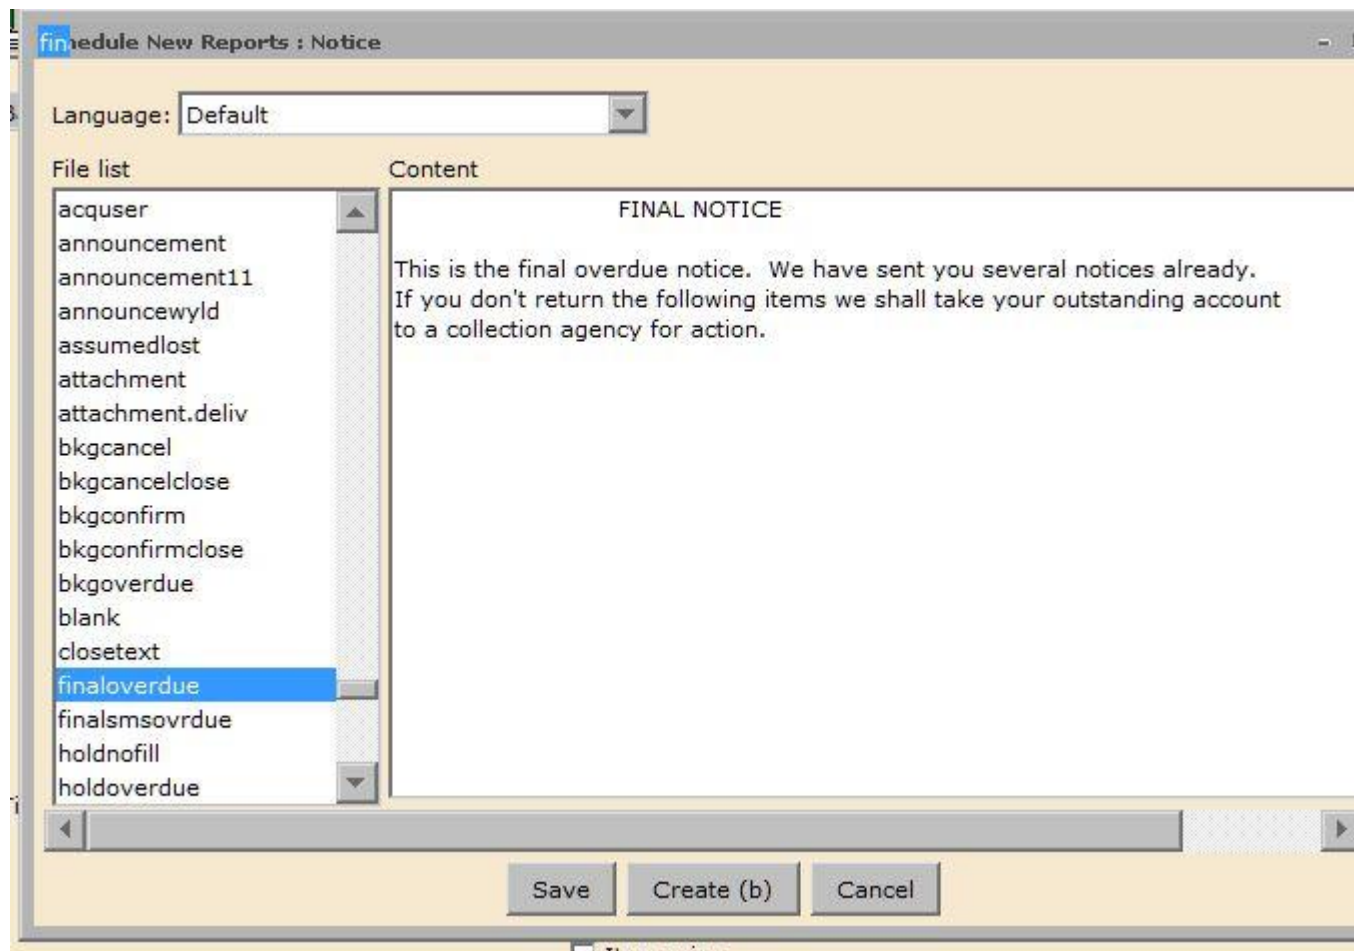 fin hedule New Reports : Notice
Language: Default
File list
Content
acquser
announcement
announcement11
announcewyld
assumedlost
attachment
attachment.deliv
bkgcancel
bkgcancelclose
bkgconfirm
bkgconfirmclose
bkgoverdue
blank
closetext
finaloverdue
finalsmsovrdue
holdnofill
holdoverdue
FINAL NOTICE
This is the final overdue notice. We have sent you several notices already.
If you don't return the following items we shall take your outstanding account
to a collection agency for action.
Save
Create (b)
Cancel